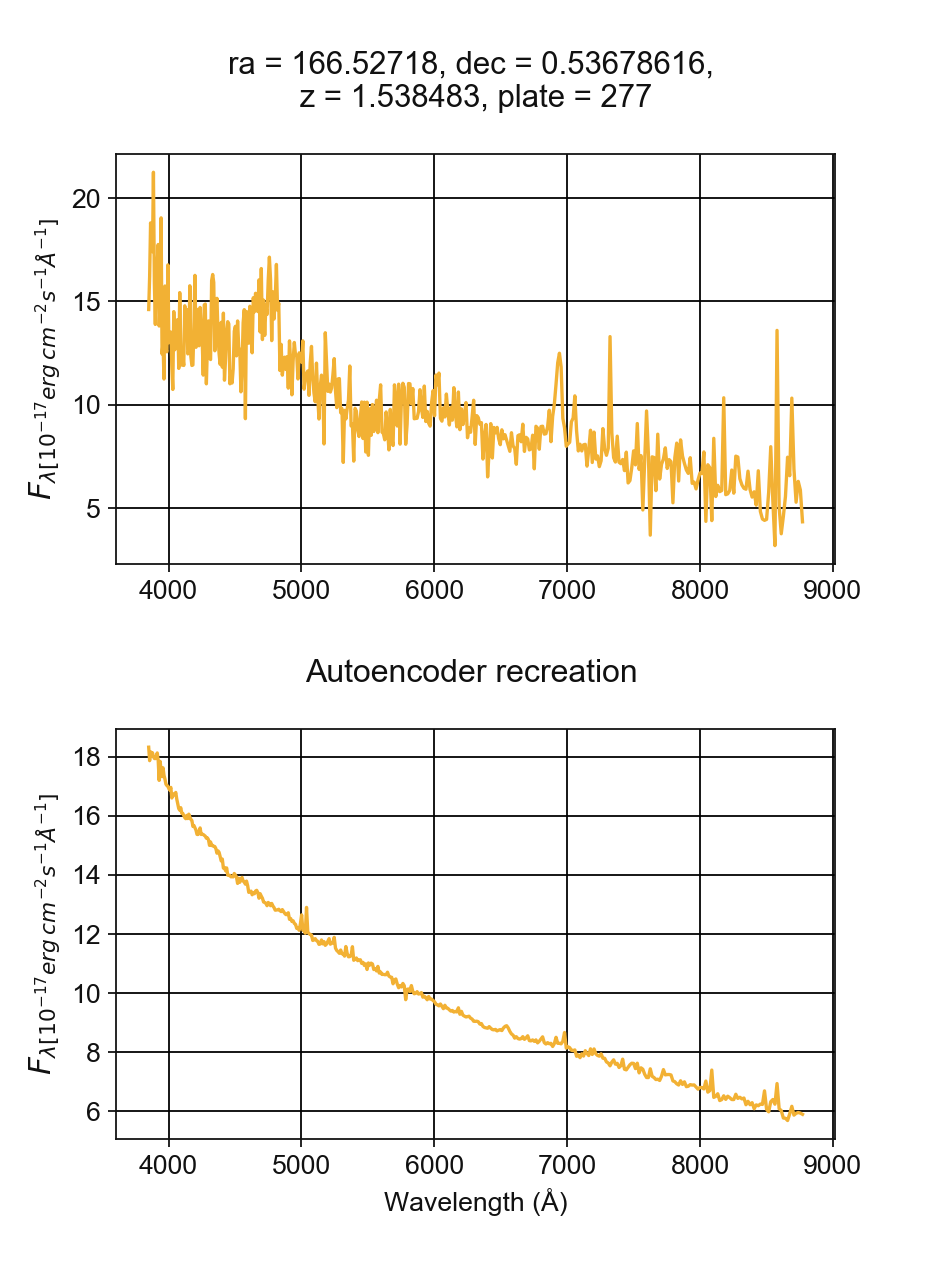 ra = 166.52718, dec = 0.53678616,
z = 1.538483, plate = 277
20
15
10
5
F_λ[10⁻¹⁷erg cm⁻²s⁻¹Å⁻¹]
4000 5000 6000 7000 8000 9000
Autoencoder recreation
18
16
14
12
10
8
6
F_λ[10⁻¹⁷erg cm⁻²s⁻¹Å⁻¹]
4000 5000 6000 7000 8000 9000
Wavelength (Å)